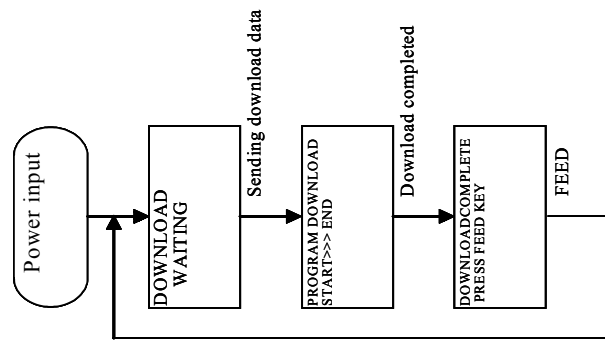 Power input
DOWNLOAD
WAITING
Sending download data
PROGRAM DOWNLOAD
START>>> END
Download completed
DOWNLOADCOMPLETE
PRESS FEED KEY
FEED